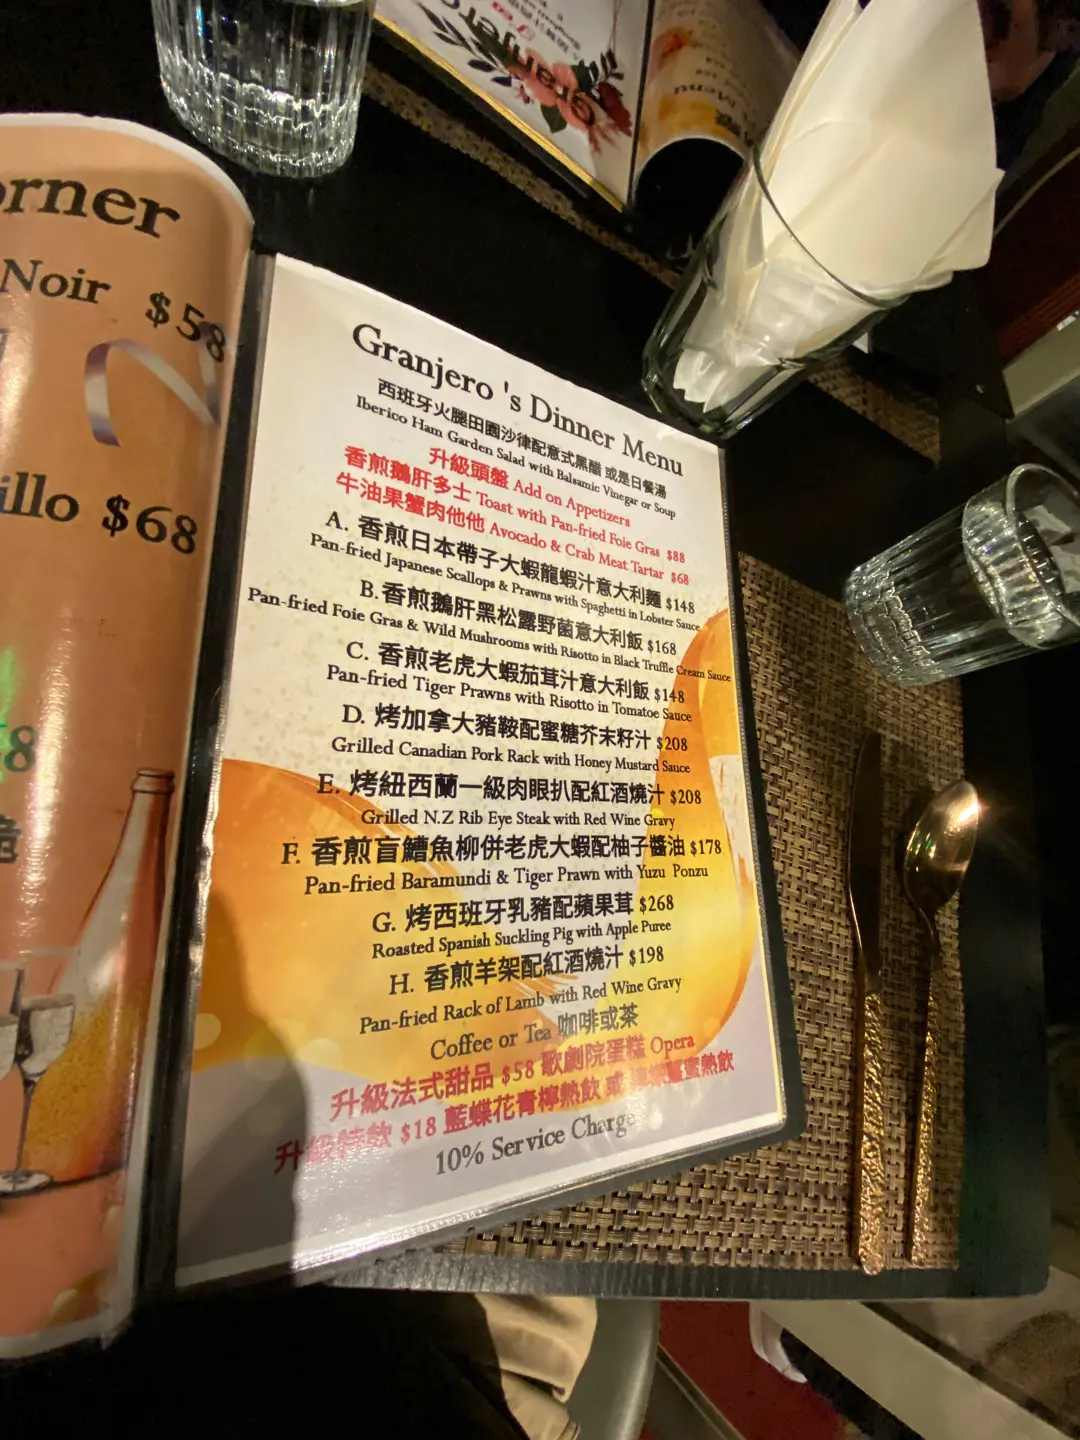 orner
Noir $58
illo $68
8
Granjero
Menu
Granjero 's Dinner Menu
西班牙火腿田園沙律配意式黑醋 或是日餐湯
Iberico Ham Garden Salad with Balsamic Vinegar or Soup
升級頭盤 Add on Appetizers
香煎鵝肝多士 Toast with Pan-fried Foie Gras $88
牛油果蟹肉他他 Avocado & Crab Meat Tartar $68
A. 香煎日本帶子大蝦龍蝦汁意大利麵 $148
Pan-fried Japanese Scallops & Prawns with Spaghetti in Lobster Sauce
B. 香煎鵝肝黑松露野菌意大利飯 $168
Pan-fried Foie Gras & Wild Mushrooms with Risotto in Black Truffle Cream Sauce
C. 香煎老虎大蝦茄茸汁意大利飯 $148
Pan-fried Tiger Prawns with Risotto in Tomatoe Sauce
D. 烤加拿大豬鞍配蜜糖芥末籽汁 $208
Grilled Canadian Pork Rack with Honey Mustard Sauce
E. 烤紐西蘭一級肉眼扒配紅酒燒汁 $208
Grilled N.Z Rib Eye Steak with Red Wine Gravy
F. 香煎盲鰽魚柳併老虎大蝦配柚子醬油 $178
Pan-fried Baramundi & Tiger Prawn with Yuzu Ponzu
G. 烤西班牙乳豬配蘋果茸 $268
Roasted Spanish Suckling Pig with Apple Puree
H. 香煎羊架配紅酒燒汁 $198
Pan-fried Rack of Lamb with Red Wine Gravy
Coffee or Tea 咖啡或茶
升級法式甜品 $58 歌劇院蛋糕 Opera
升級特飲 $18 藍蝶花青檸熱飲 或 薑蜜熱飲
10% Service Charge